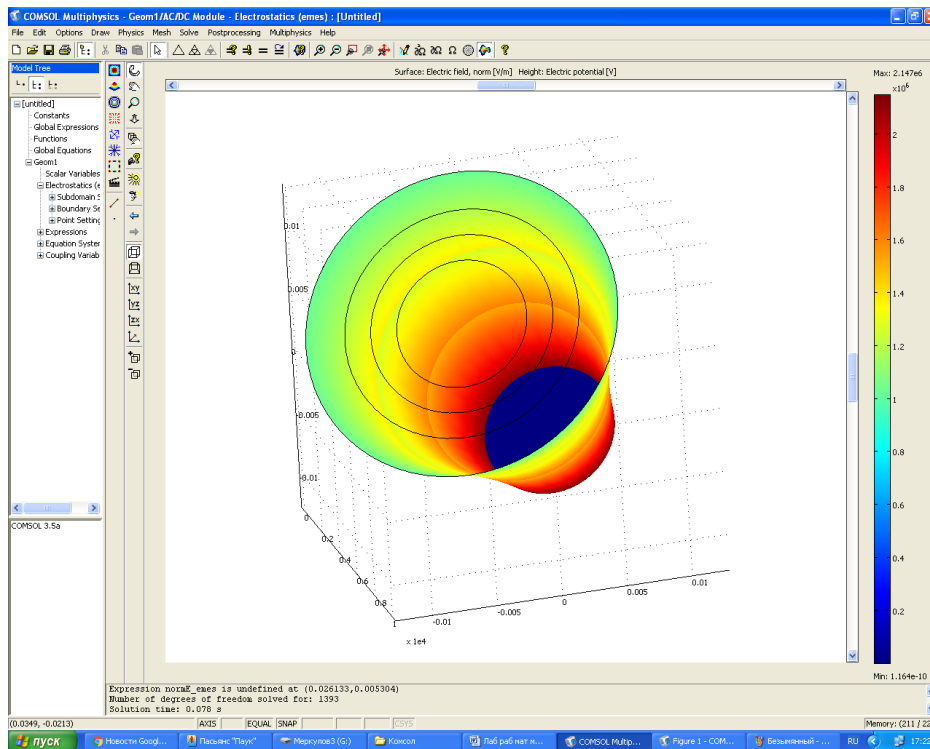 COMSOL Multiphysics - Geom1/AC/DC Module - Electrostatics (emes) : [Untitled]
File Edit Options Draw Physics Mesh Solve Postprocessing Multiphysics Help
Model Tree
[untitled]
Constants
Global Expressions
Functions
Global Equations
Geom1
Scalar Variables
Electrostatics (e
Subdomain S
Boundary Se
Point Setting
Expressions
Equation System
Coupling Variab
COMSOL 3.5a
Surface: Electric field, norm [V/m] Height: Electric potential [V]
Max: 2.147e6
×10⁶
2
1.8
1.6
1.4
1.2
1
0.8
0.6
0.4
0.2
Min: 1.164e-10
0.01
0.005
0
-0.005
-0.01
0
0.2
0.4
0.6
0.8
1
x 1e4
-0.01
-0.005
0
0.005
0.01
Expression normE_emes is undefined at (0.026133,0.005304)
Number of degrees of freedom solved for: 1393
Solution time: 0.078 s
(0.0349, -0.0213)
AXIS EQUAL SNAP CSYS
Memory: (211 / 22
пуск
Новости Googl...
Пасьянс "Паук"
Меркулов3 (G:)
Комсол
Лаб раб мат м...
COMSOL Multip...
Figure 1 - COM...
Безымянный - ...
RU
17:22